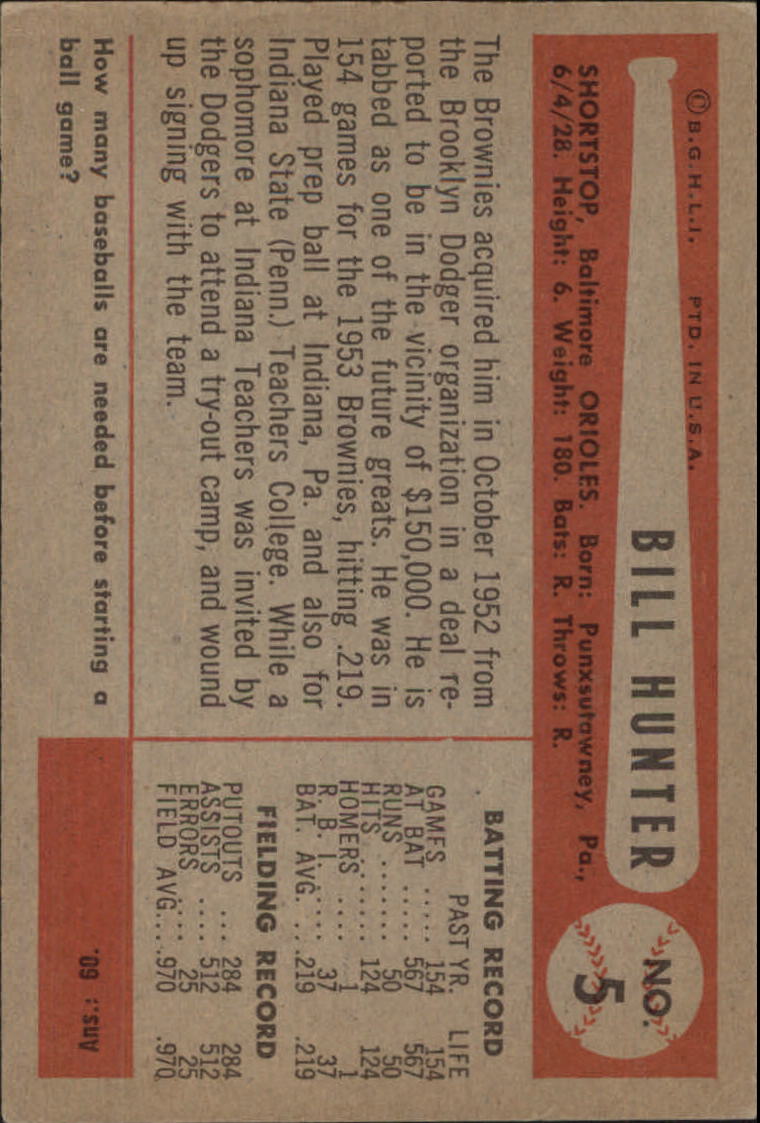 © B.G.H.L.I. PTD. IN U.S.A.
BILL HUNTER
NO.
5
SHORTSTOP, Baltimore ORIOLES. Born: Punxsutawney, Pa.,
6/4/28. Height: 6. Weight: 180. Bats: R. Throws: R.
The Brownies acquired him in October 1952 from
the Brooklyn Dodger organization in a deal re-
ported to be in the vicinity of $150,000. He is
tabbed as one of the future greats. He was in
154 games for the 1953 Brownies, hitting .219.
Played prep ball at Indiana, Pa. and also for
Indiana State (Penn.) Teachers College. While a
sophomore at Indiana Teachers was invited by
the Dodgers to attend a try-out camp, and wound
up signing with the team.
BATTING RECORD
PAST YR. LIFE
GAMES ..... 154 154
AT BAT ..... 567 567
RUNS ....... 50 50
HITS ....... 124 124
HOMERS .... 1 1
R. B. I. .... 37 37
BAT. AVG. .. .219 .219
FIELDING RECORD
PUTOUTS ... 284 284
ASSISTS .... 512 512
ERRORS .... 25 25
FIELD AVG... .970 .970
How many baseballs are needed before starting a
ball game?
Ans.: 60.